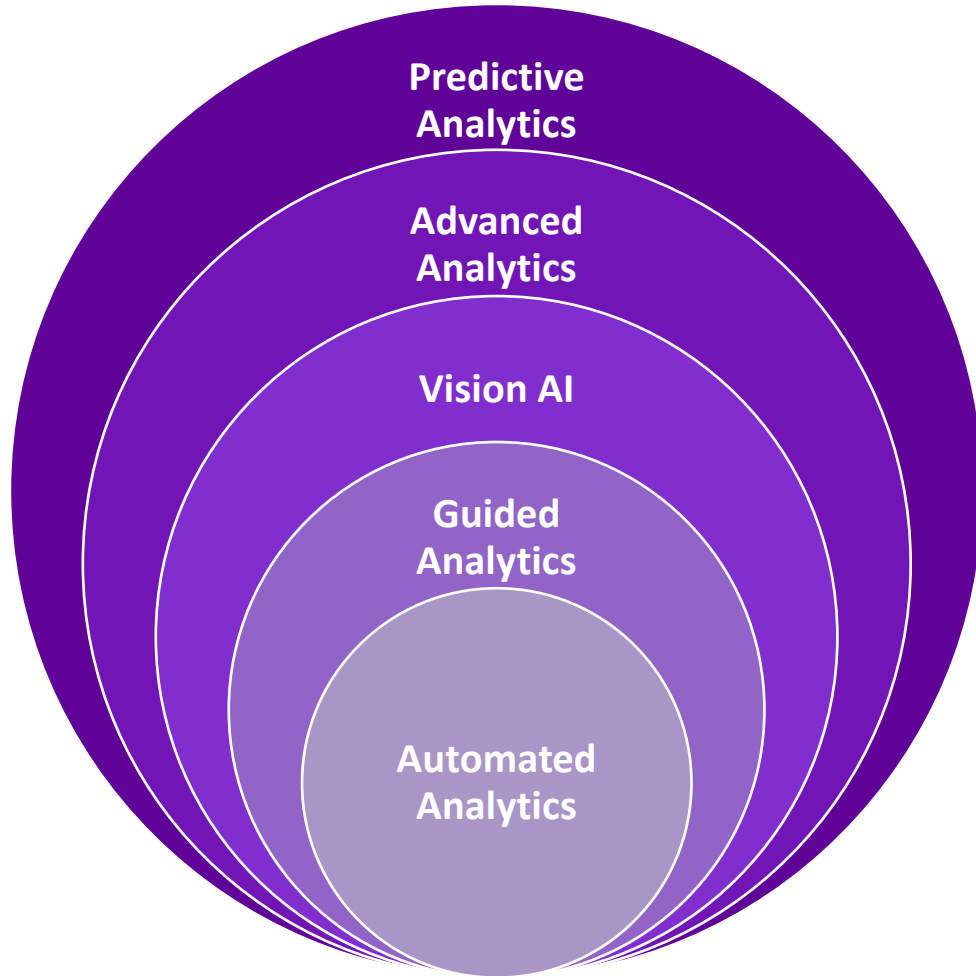 Predictive
Analytics
Advanced
Analytics
Vision AI
Guided
Analytics
Automated
Analytics